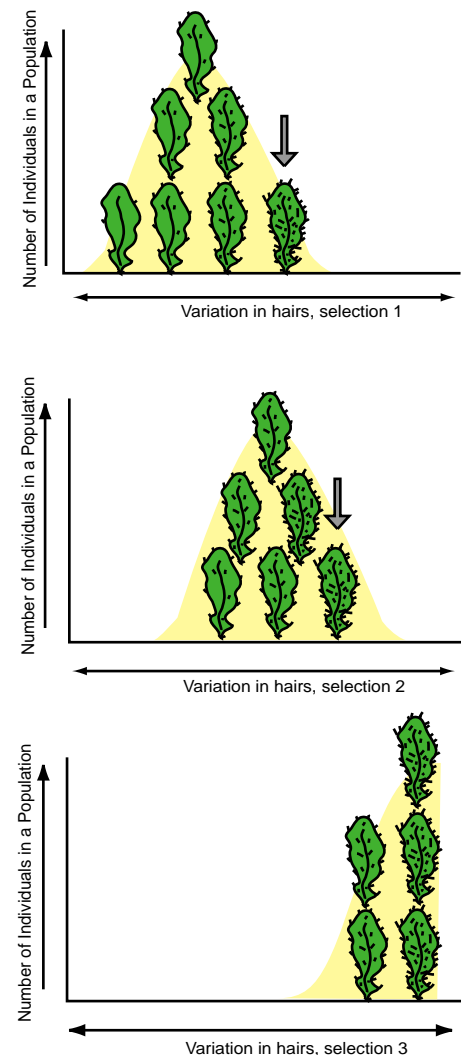 Number of Individuals in a Population
Variation in hairs, selection 1
Number of Individuals in a Population
Variation in hairs, selection 2
Number of Individuals in a Population
Variation in hairs, selection 3